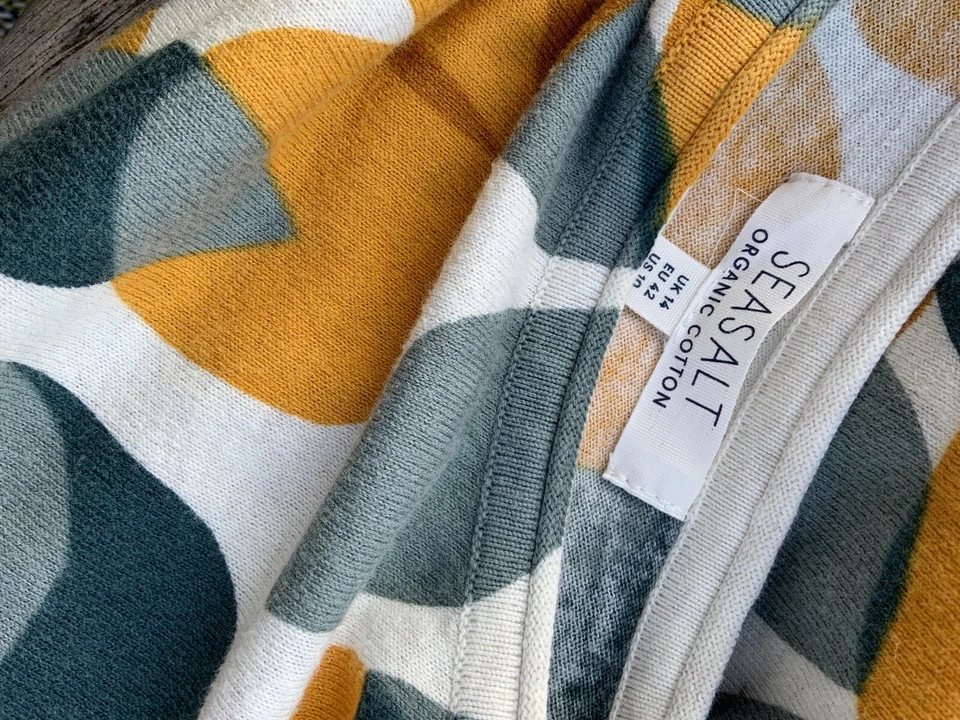 SEASALT
ORGANIC COTTON
UK 14
EU 42
US 10